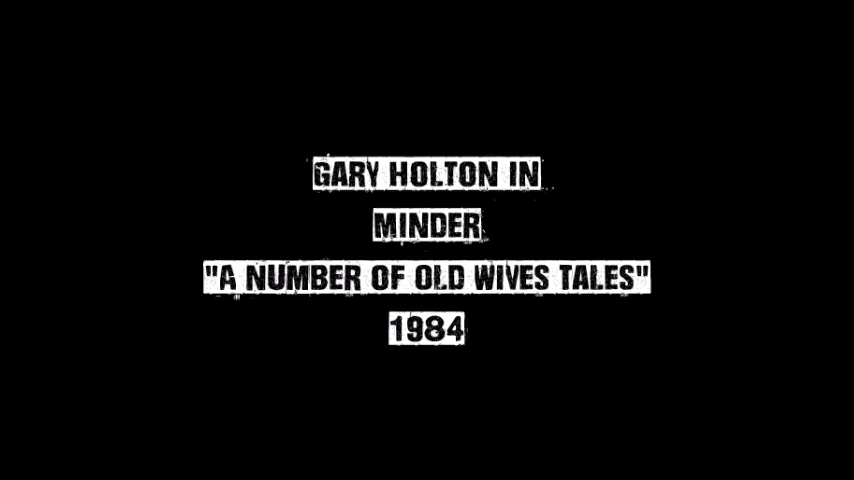 GARY HOLTON IN
MINDER
"A NUMBER OF OLD WIVES TALES"
1984